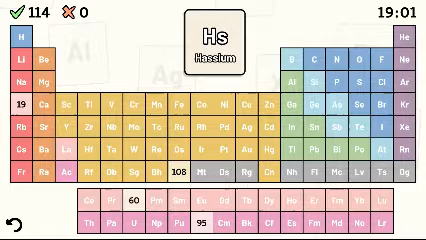 114 0 19:01
Hs
Hassium
H He
Li Be B C N O F Ne
Na Mg Al Si P S Cl Ar
19 Ca Sc Ti V Cr Mn Fe Co Ni Cu Zn Ga Ge As Se Br Kr
Rb Sr Y Zr Nb Mo Tc Ru Rh Pd Ag Cd In Sn Sb Te I Xe
Cs Ba La Hf Ta W Re Os Ir Pt Au Hg Tl Pb Bi Po At Rn
Fr Ra Ac Rf Db Sg Bh 108 Mt Ds Rg Cn Nh Fl Mc Lv Ts Og
Ce Pr 60 Pm Sm Eu Gd Tb Dy Ho Er Tm Yb Lu
Th Pa U Np Pu 95 Cm Bk Cf Es Fm Md No Lr